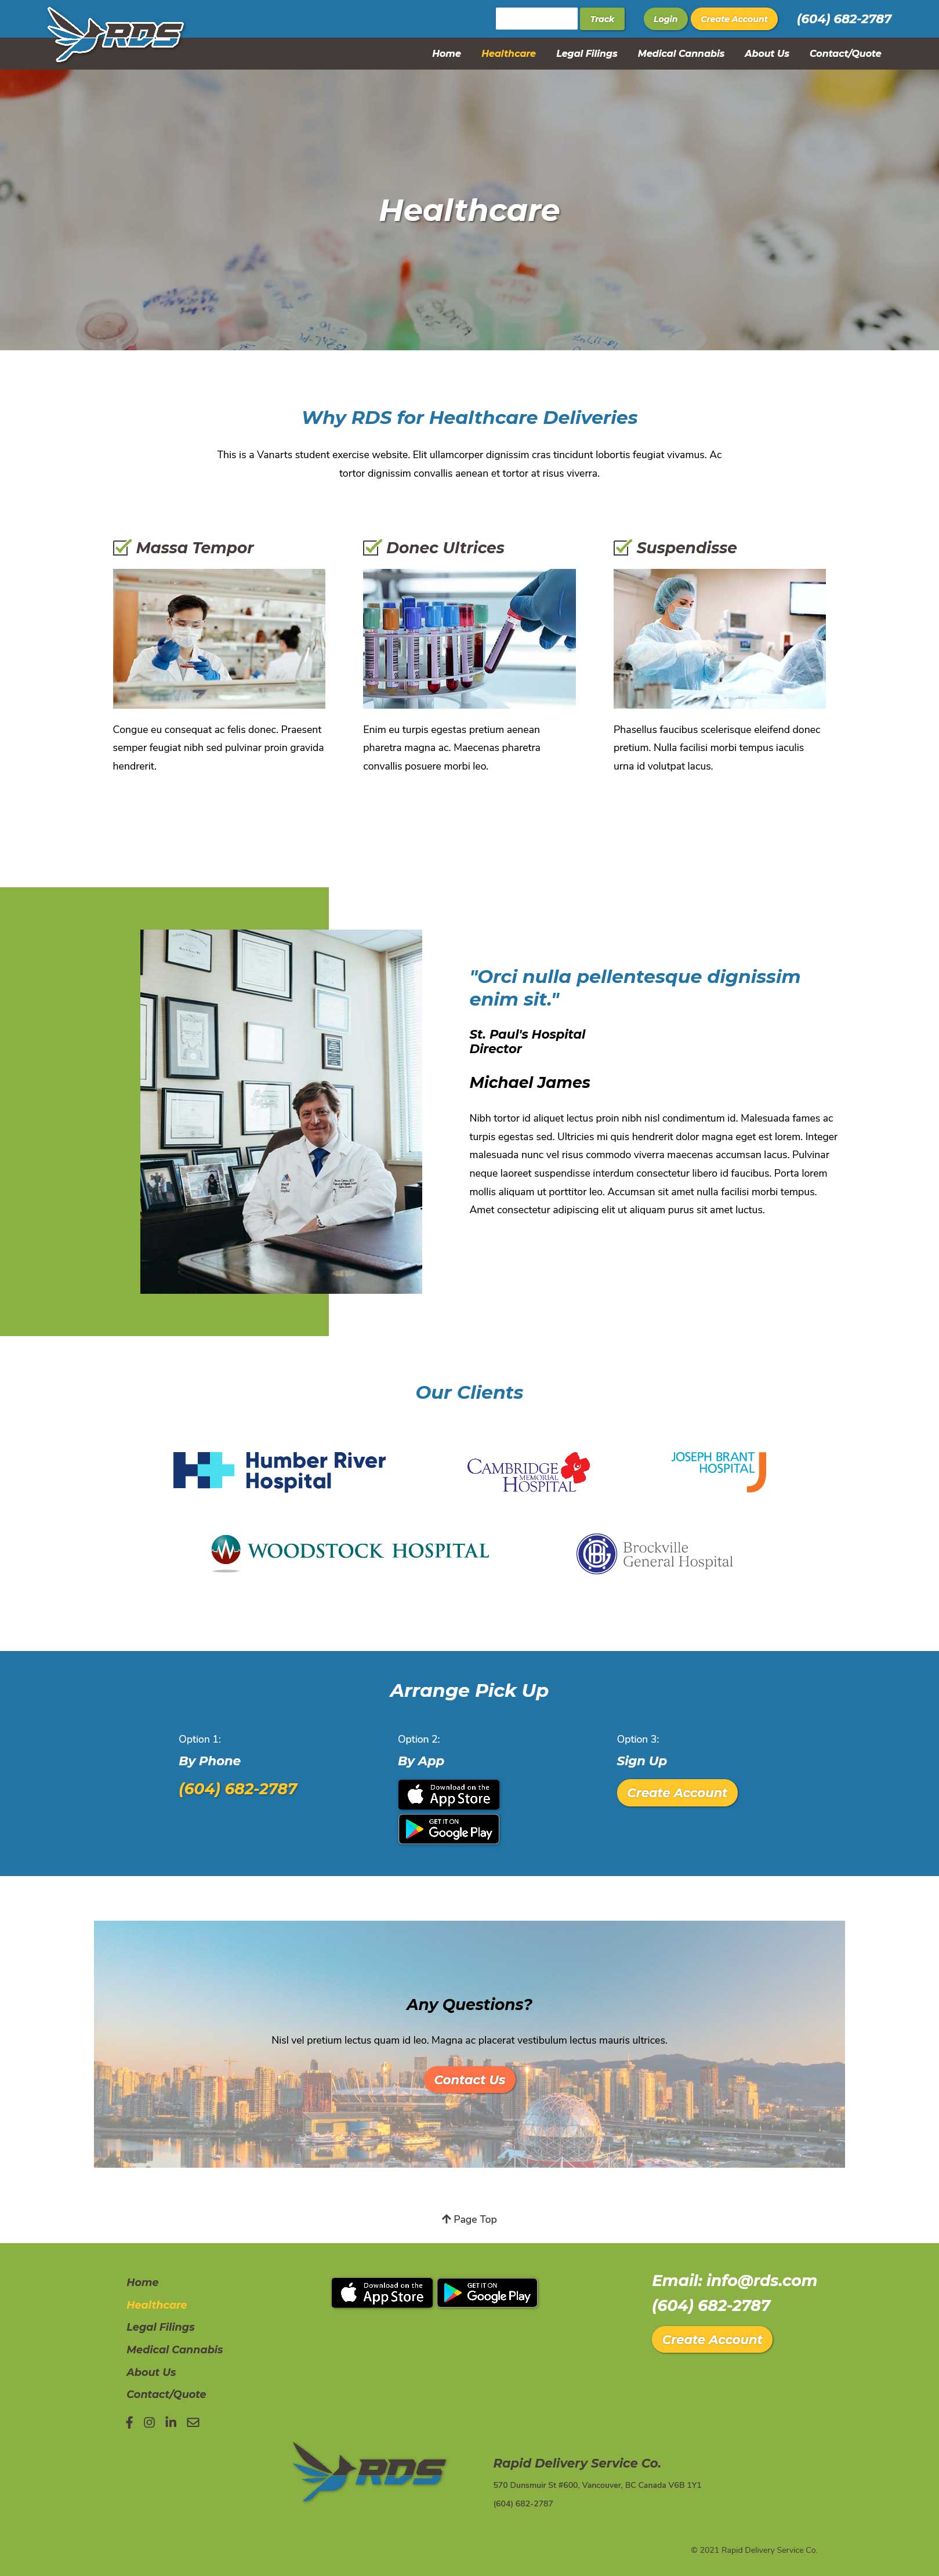 RDS
Track
Login
Create Account
(604) 682-2787
Home
Healthcare
Legal Filings
Medical Cannabis
About Us
Contact/Quote
Healthcare
Why RDS for Healthcare Deliveries
This is a Vanarts student exercise website. Elit ullamcorper dignissim cras tincidunt lobortis feugiat vivamus. Ac
tortor dignissim convallis aenean et tortor at risus viverra.
Massa Tempor
Congue eu consequat ac felis donec. Praesent
semper feugiat nibh sed pulvinar proin gravida
hendrerit.
Donec Ultrices
Enim eu turpis egestas pretium aenean
pharetra magna ac. Maecenas pharetra
convallis posuere morbi leo.
Suspendisse
Phasellus faucibus scelerisque eleifend donec
pretium. Nulla facilisi morbi tempus iaculis
urna id volutpat lacus.
"Orci nulla pellentesque dignissim
enim sit."
St. Paul's Hospital
Director
Michael James
Nibh tortor id aliquet lectus proin nibh nisl condimentum id. Malesuada fames ac
turpis egestas sed. Ultricies mi quis hendrerit dolor magna eget est lorem. Integer
malesuada nunc vel risus commodo viverra maecenas accumsan lacus. Pulvinar
neque laoreet suspendisse interdum consectetur libero id faucibus. Porta lorem
mollis aliquam ut porttitor leo. Accumsan sit amet nulla facilisi morbi tempus.
Amet consectetur adipiscing elit ut aliquam purus sit amet luctus.
Our Clients
Humber River
Hospital
CAMBRIDGE
MEMORIAL
HOSPITAL
JOSEPH BRANT
HOSPITAL
WOODSTOCK HOSPITAL
Brockville
General Hospital
Arrange Pick Up
Option 1:
By Phone
(604) 682-2787
Option 2:
By App
Download on the
App Store
GET IT ON
Google Play
Option 3:
Sign Up
Create Account
Any Questions?
Nisl vel pretium lectus quam id leo. Magna ac placerat vestibulum lectus mauris ultrices.
Contact Us
Page Top
Home
Healthcare
Legal Filings
Medical Cannabis
About Us
Contact/Quote
Download on the
App Store
GET IT ON
Google Play
Email: info@rds.com
(604) 682-2787
Create Account
RDS
Rapid Delivery Service Co.
570 Dunsmuir St #600, Vancouver, BC Canada V6B 1Y1
(604) 682-2787
© 2021 Rapid Delivery Service Co.